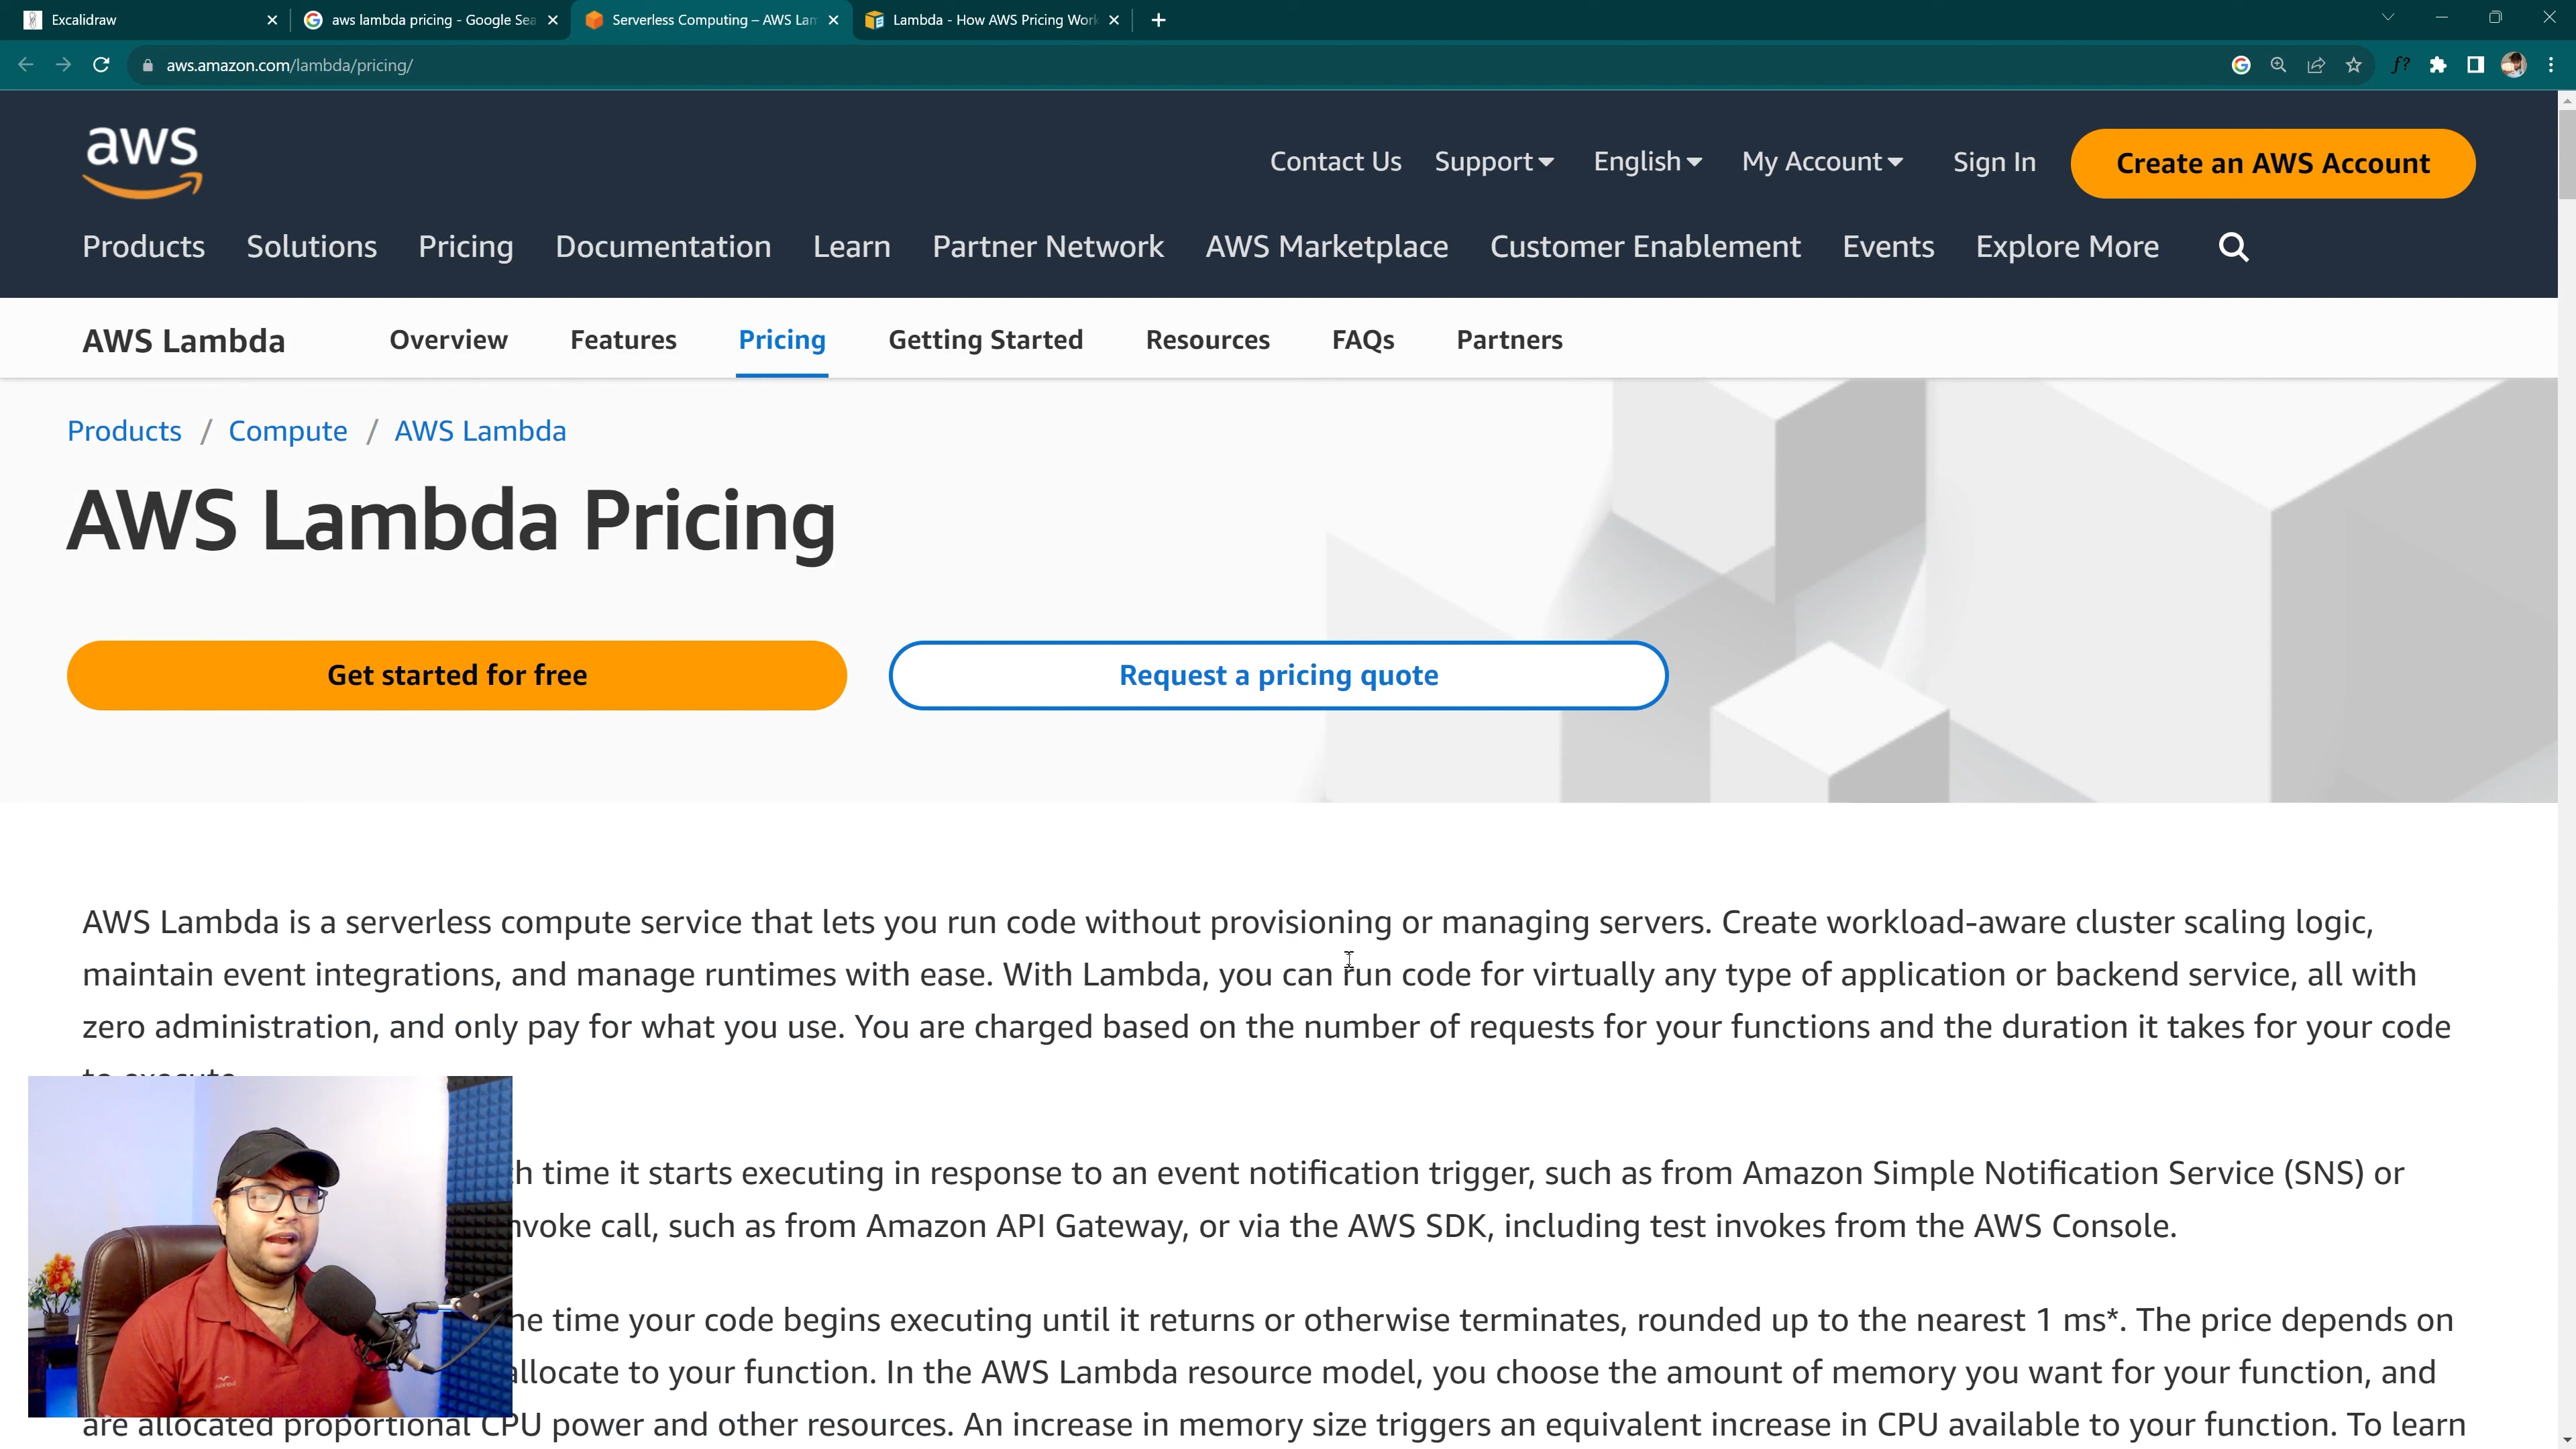 Excalidraw
aws lambda pricing - Google Sea
Serverless Computing – AWS Lam
Lambda - How AWS Pricing Work
aws.amazon.com/lambda/pricing/
aws
Contact Us Support English My Account Sign In Create an AWS Account
Products Solutions Pricing Documentation Learn Partner Network AWS Marketplace Customer Enablement Events Explore More
AWS Lambda Overview Features Pricing Getting Started Resources FAQs Partners
Products / Compute / AWS Lambda
AWS Lambda Pricing
Get started for free Request a pricing quote
AWS Lambda is a serverless compute service that lets you run code without provisioning or managing servers. Create workload-aware cluster scaling logic,
maintain event integrations, and manage runtimes with ease. With Lambda, you can run code for virtually any type of application or backend service, all with
zero administration, and only pay for what you use. You are charged based on the number of requests for your functions and the duration it takes for your code
to execute.
h time it starts executing in response to an event notification trigger, such as from Amazon Simple Notification Service (SNS) or
nvoke call, such as from Amazon API Gateway, or via the AWS SDK, including test invokes from the AWS Console.
he time your code begins executing until it returns or otherwise terminates, rounded up to the nearest 1 ms*. The price depends on
allocate to your function. In the AWS Lambda resource model, you choose the amount of memory you want for your function, and
are allocated proportional CPU power and other resources. An increase in memory size triggers an equivalent increase in CPU available to your function. To learn